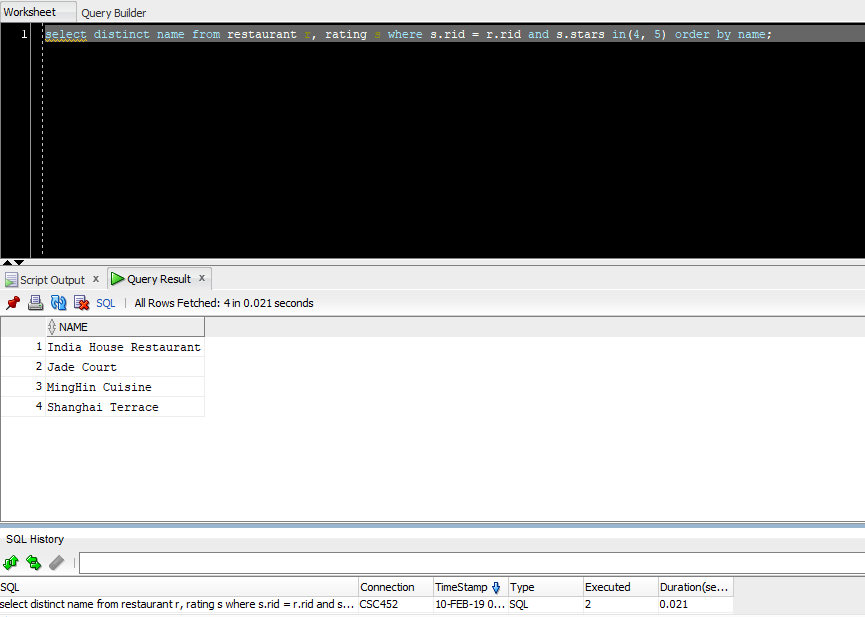 Worksheet Query Builder
1 select distinct name from restaurant r, rating s where s.rid = r.rid and s.stars in(4, 5) order by name;
Script Output x Query Result x
SQL | All Rows Fetched: 4 in 0.021 seconds
NAME
1 India House Restaurant
2 Jade Court
3 MingHin Cuisine
4 Shanghai Terrace
SQL History
SQL Connection TimeStamp Type Executed Duration(se...
select distinct name from restaurant r, rating s where s.rid = r.rid and s... CSC452 10-FEB-19 0... SQL 2 0.021